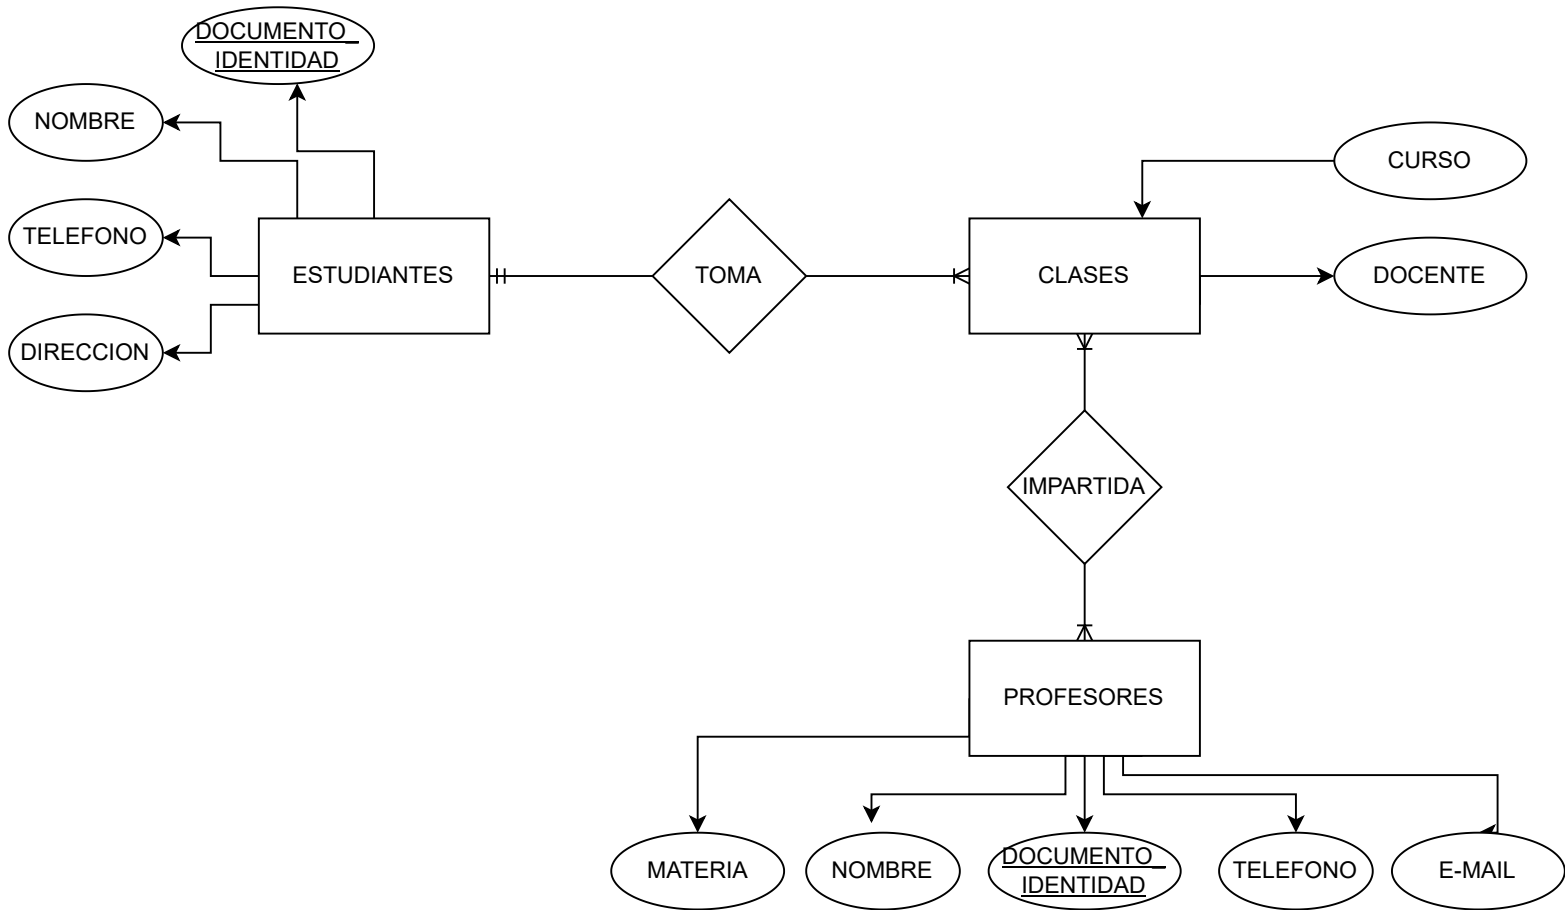 DOCUMENTO_
IDENTIDAD
NOMBRE
TELEFONO
DIRECCION
ESTUDIANTES
TOMA
CLASES
CURSO
DOCENTE
IMPARTIDA
PROFESORES
MATERIA
NOMBRE
DOCUMENTO_
IDENTIDAD
TELEFONO
E-MAIL